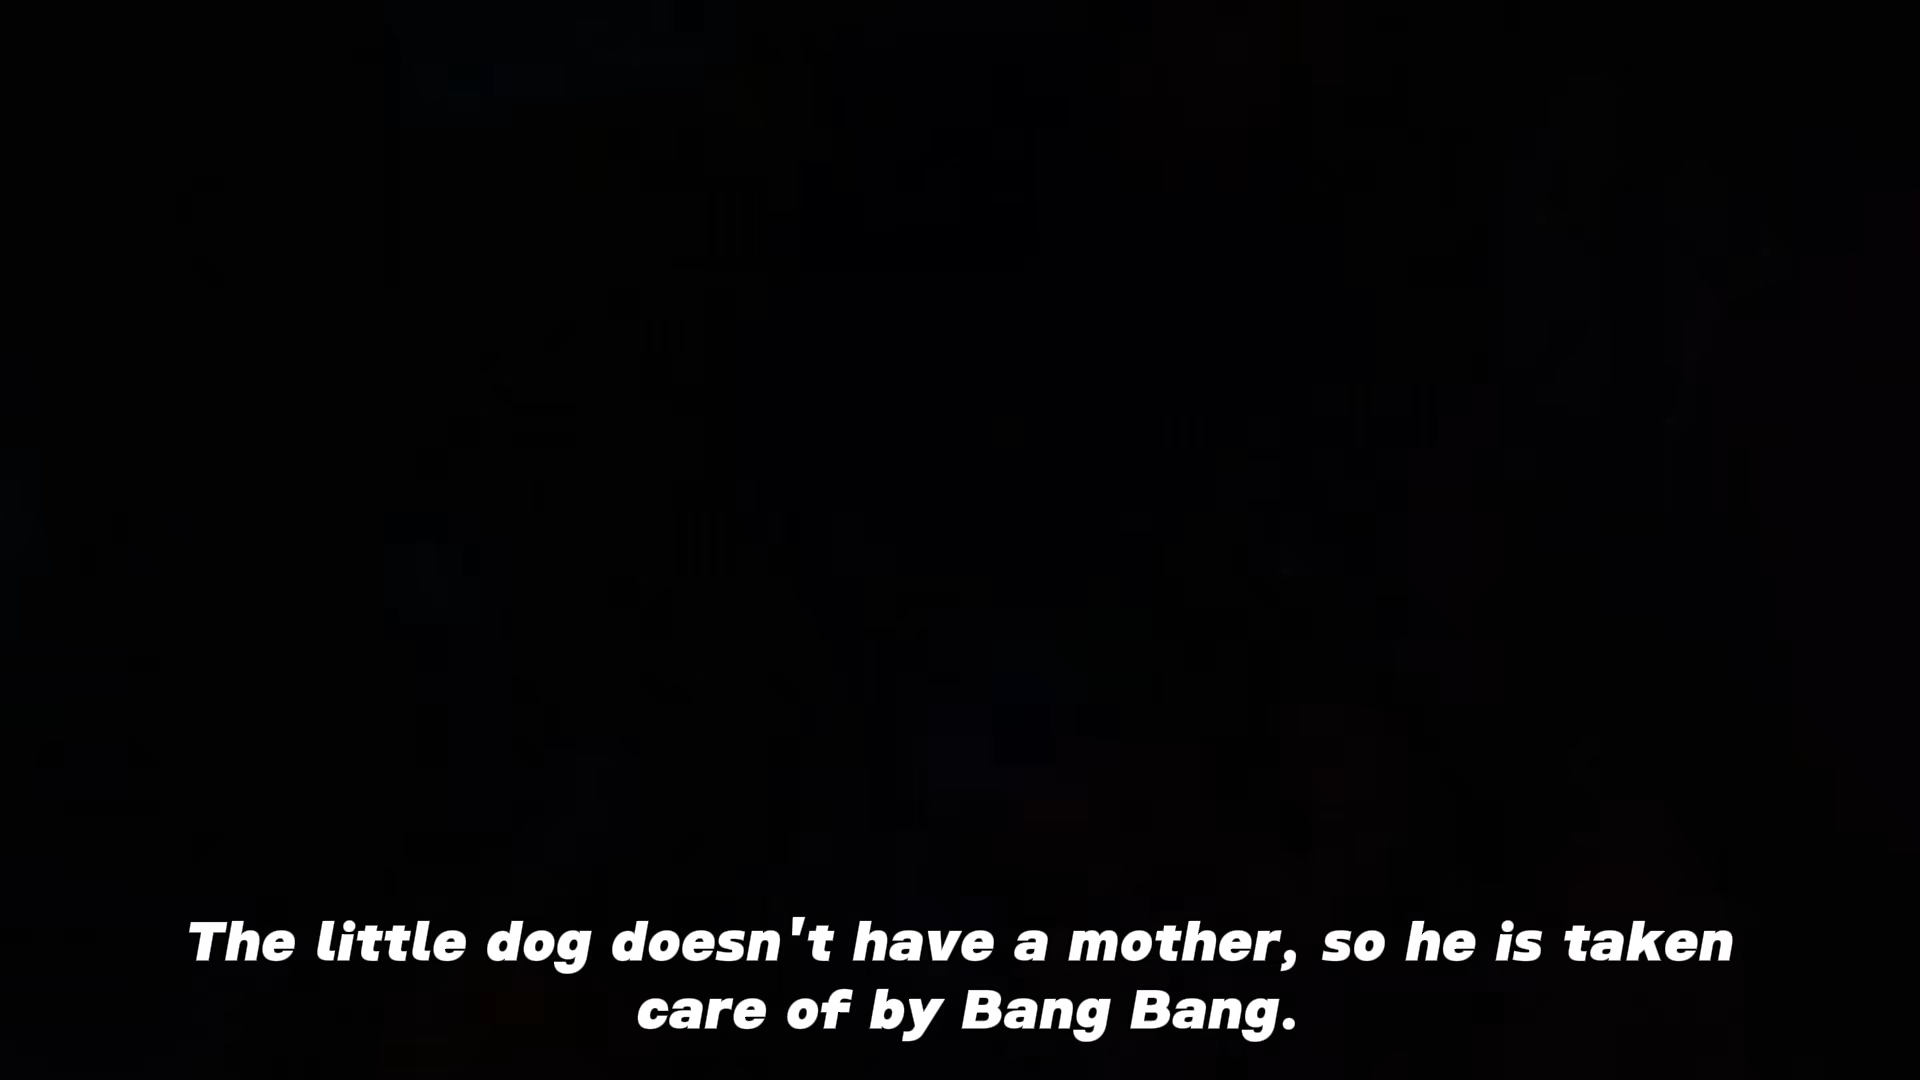 The little dog doesn't have a mother, so he is taken
care of by Bang Bang.